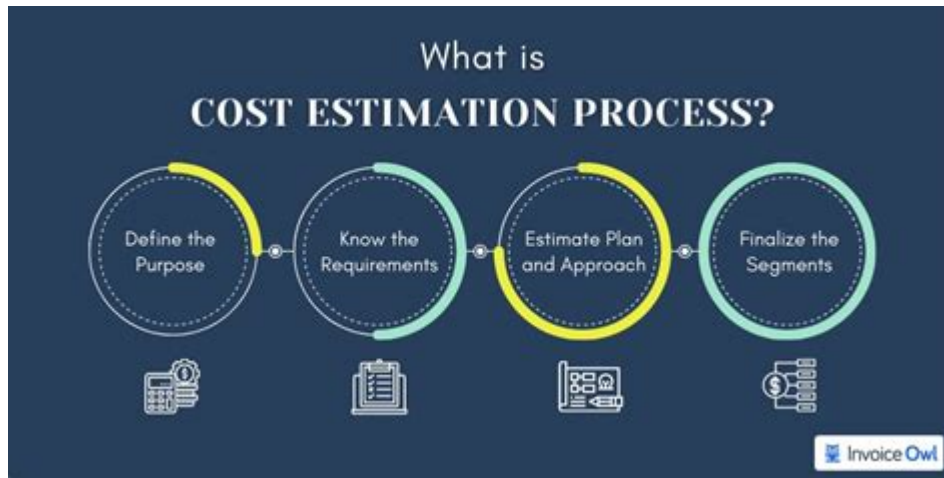 What is
COST ESTIMATION PROCESS?
Define the
Purpose
Know the
Requirements
Estimate Plan
and Approach
Finalize the
Segments
Invoice Owl